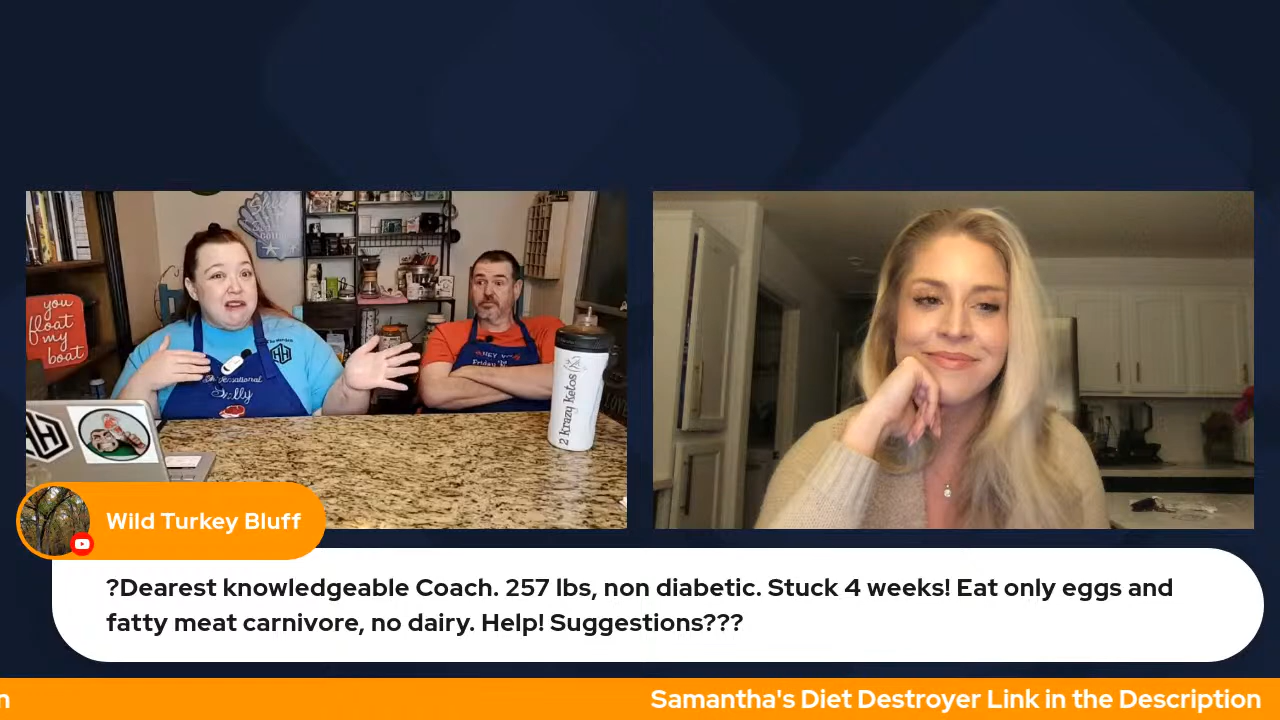 you
float
my
boat
2 Krazy Ketos
Wild Turkey Bluff
?Dearest knowledgeable Coach. 257 lbs, non diabetic. Stuck 4 weeks! Eat only eggs and
fatty meat carnivore, no dairy. Help! Suggestions???
n
Samantha's Diet Destroyer Link in the Description